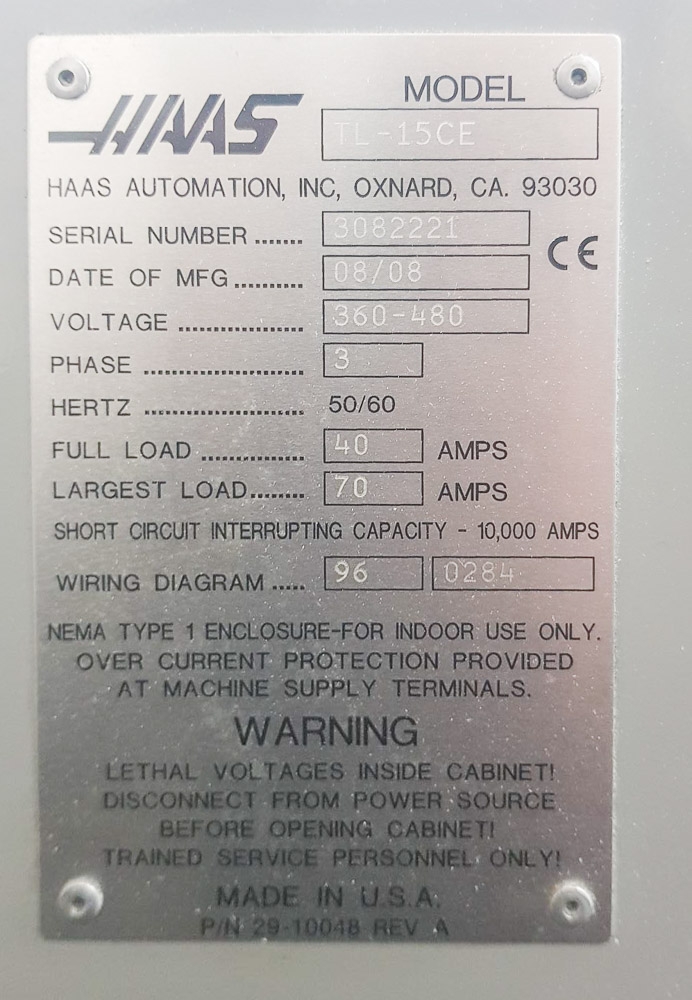 MODEL
HAAS TL-15CE
HAAS AUTOMATION, INC, OXNARD, CA. 93030
SERIAL NUMBER ....... 3082221
CE
DATE OF MFG .......... 08/08
VOLTAGE .................. 360-480
PHASE ....................... 3
HERTZ ....................... 50/60
FULL LOAD ............... 40 AMPS
LARGEST LOAD ........ 70 AMPS
SHORT CIRCUIT INTERRUPTING CAPACITY - 10,000 AMPS
WIRING DIAGRAM ..... 96 0284
NEMA TYPE 1 ENCLOSURE-FOR INDOOR USE ONLY.
OVER CURRENT PROTECTION PROVIDED
AT MACHINE SUPPLY TERMINALS.
WARNING
LETHAL VOLTAGES INSIDE CABINET!
DISCONNECT FROM POWER SOURCE
BEFORE OPENING CABINET!
TRAINED SERVICE PERSONNEL ONLY!
MADE IN U.S.A.
P/N 29-10048 REV A